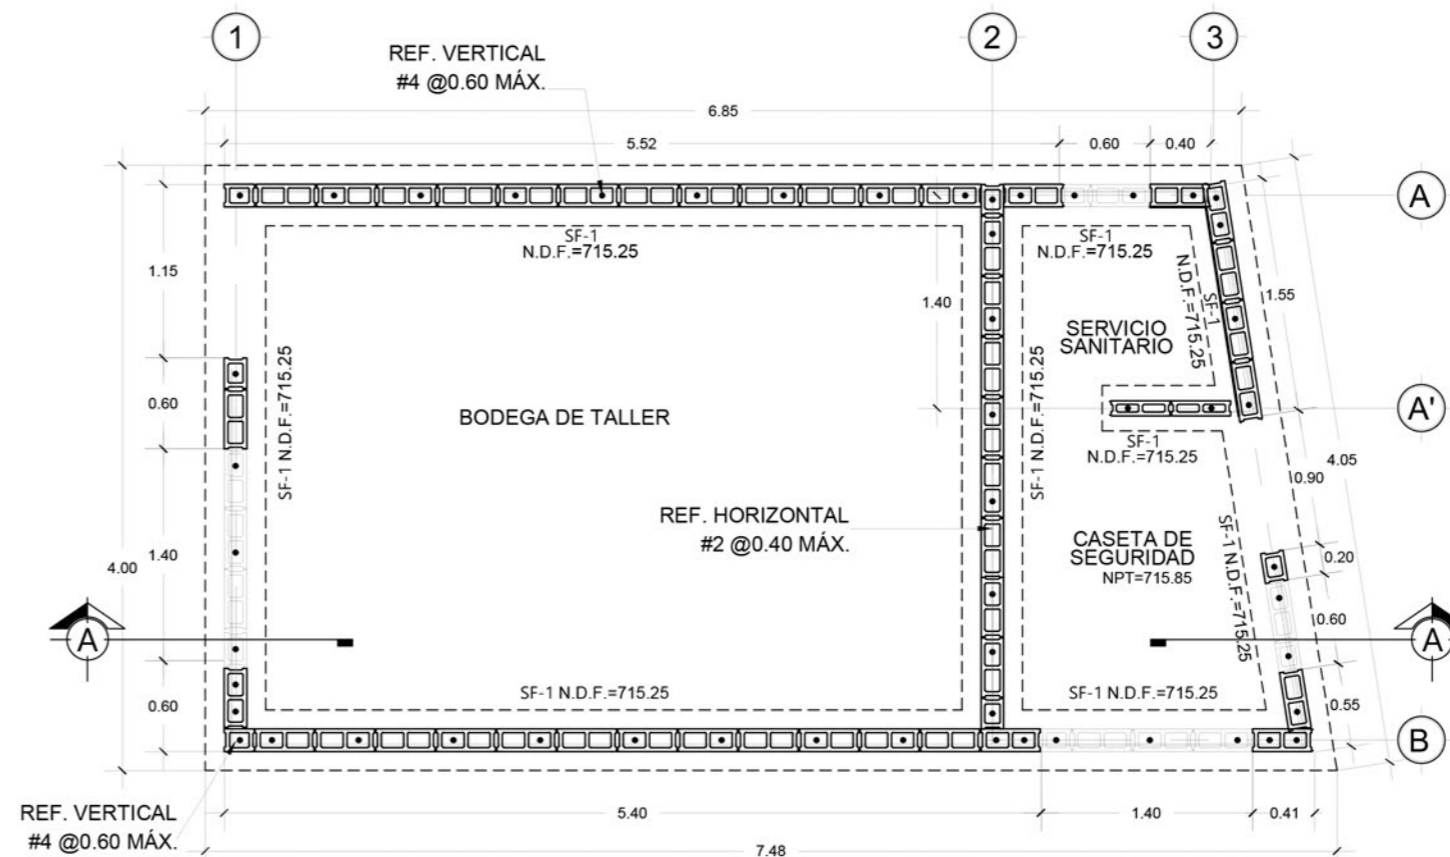 1
2
3
REF. VERTICAL
#4 @0.60 MÁX.
6.85
5.52
0.60
0.40
A
SF-1
N.D.F.=715.25
SF-1
N.D.F.=715.25
1.15
1.40
SF-1
N.D.F.=715.25
1.55
SERVICIO
SANITARIO
SF-1 N.D.F.=715.25
SF-1 N.D.F.=715.25
0.60
BODEGA DE TALLER
A'
SF-1
N.D.F.=715.25
4.05
0.90
REF. HORIZONTAL
#2 @0.40 MÁX.
CASETA DE
SEGURIDAD
NPT=715.85
SF-1 N.D.F.=715.25
4.00
1.40
0.20
0.60
A
A
0.60
SF-1 N.D.F.=715.25
SF-1 N.D.F.=715.25
0.55
B
REF. VERTICAL
#4 @0.60 MÁX.
5.40
1.40
0.41
7.48